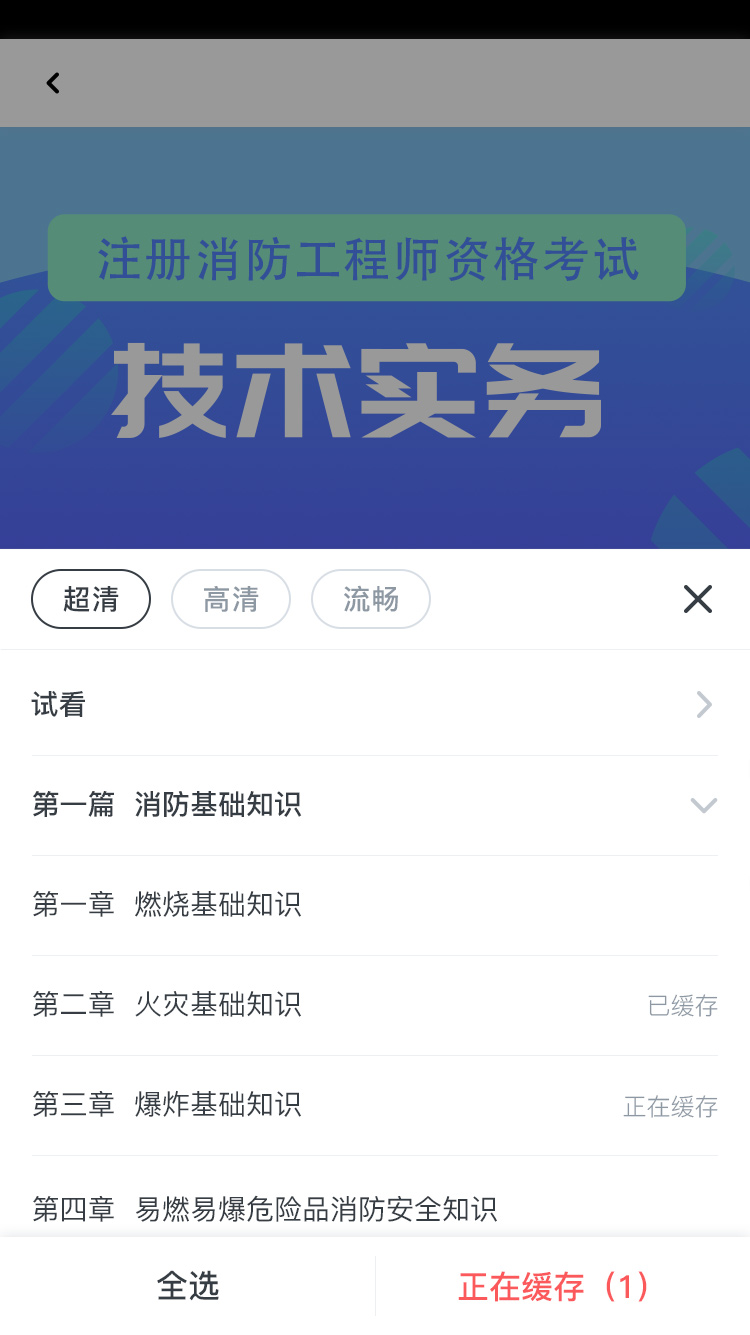 注册消防工程师资格考试
技术实务
超清 高清 流畅
试看
第一篇 消防基础知识
第一章 燃烧基础知识
第二章 火灾基础知识 已缓存
第三章 爆炸基础知识 正在缓存
第四章 易燃易爆危险品消防安全知识
全选 正在缓存（1）